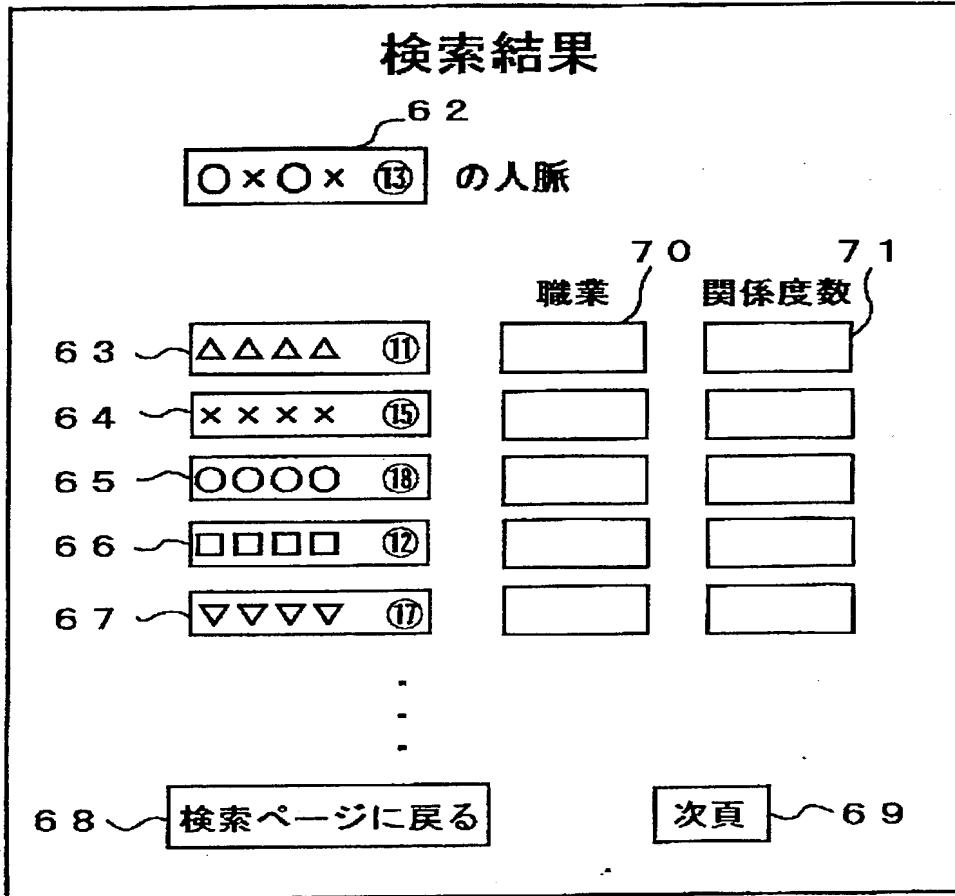 検索結果
62
○×○× ⑬ の人脈
70 71
職業 関係度数
63 △△△△ ⑪
64 ×××× ⑮
65 ○○○○ ⑱
66 □□□□ ⑫
67 ▽▽▽▽ ⑰
68 検索ページに戻る 次頁 69